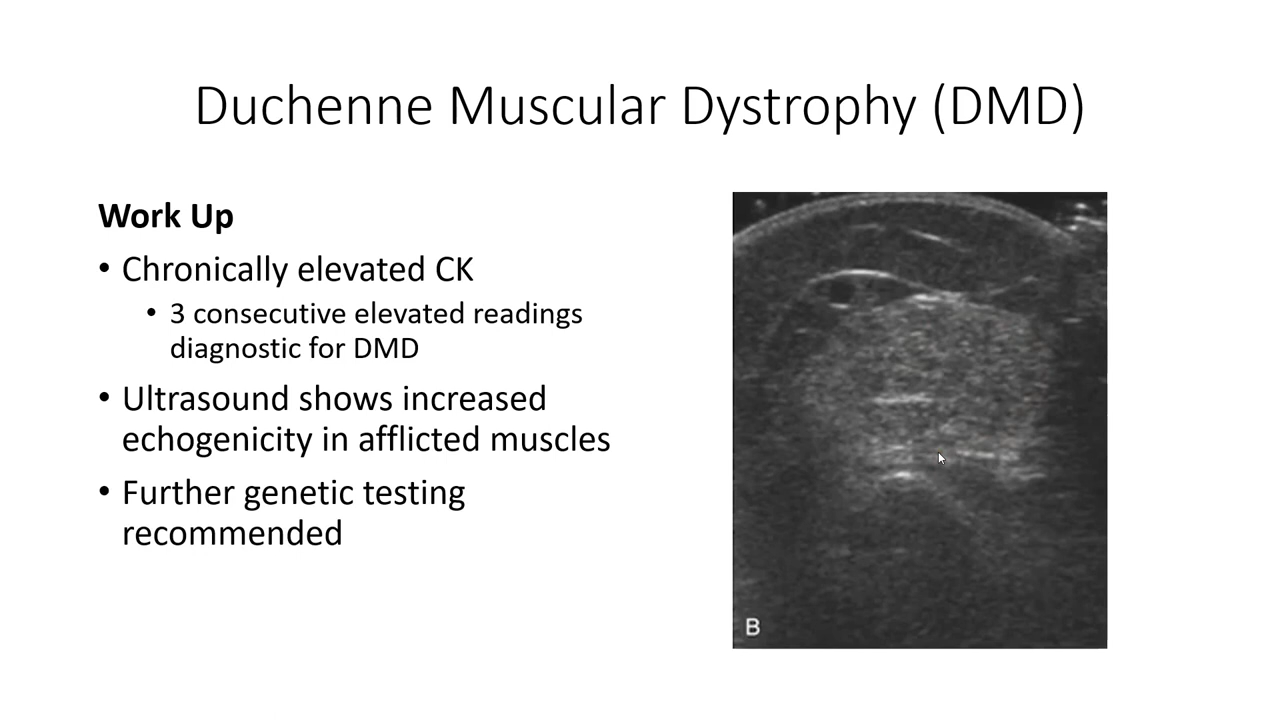 Duchenne Muscular Dystrophy (DMD)
Work Up
• Chronically elevated CK
• 3 consecutive elevated readings
diagnostic for DMD
• Ultrasound shows increased
echogenicity in afflicted muscles
• Further genetic testing
recommended
B